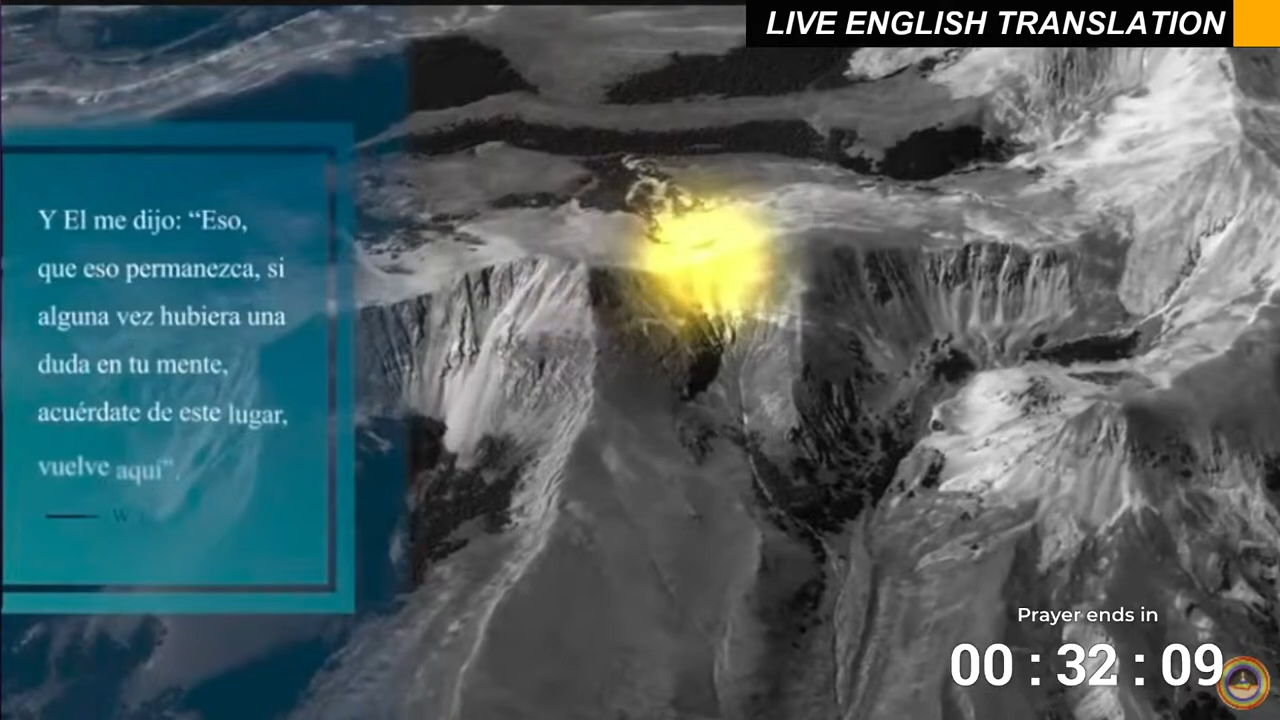 LIVE ENGLISH TRANSLATION
Y El me dijo: “Eso,
que eso permanezca, si
alguna vez hubiera una
duda en tu mente,
acuérdate de este lugar,
vuelve aquí”.
Prayer ends in
00 : 32 : 09